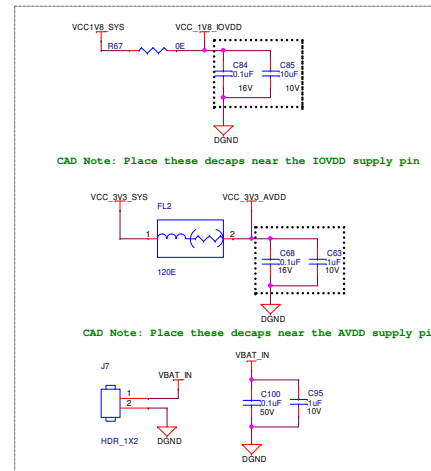 VCC1V8_SYS VCC_1V8_IOVDD
R67 0E
C84 C85
0.1uF 10uF
16V 10V
DGND
CAD Note: Place these decaps near the IOVDD supply pin
VCC_3V3_SYS VCC_3V3_AVDD
FL2
1 2
120E
C68 C63
0.1uF 1uF
16V 10V
DGND
CAD Note: Place these decaps near the AVDD supply pi
VBAT_IN
J7
VBAT_IN
1
2
C100 C95
0.1uF 1uF
50V 10V
HDR_1X2
DGND DGND